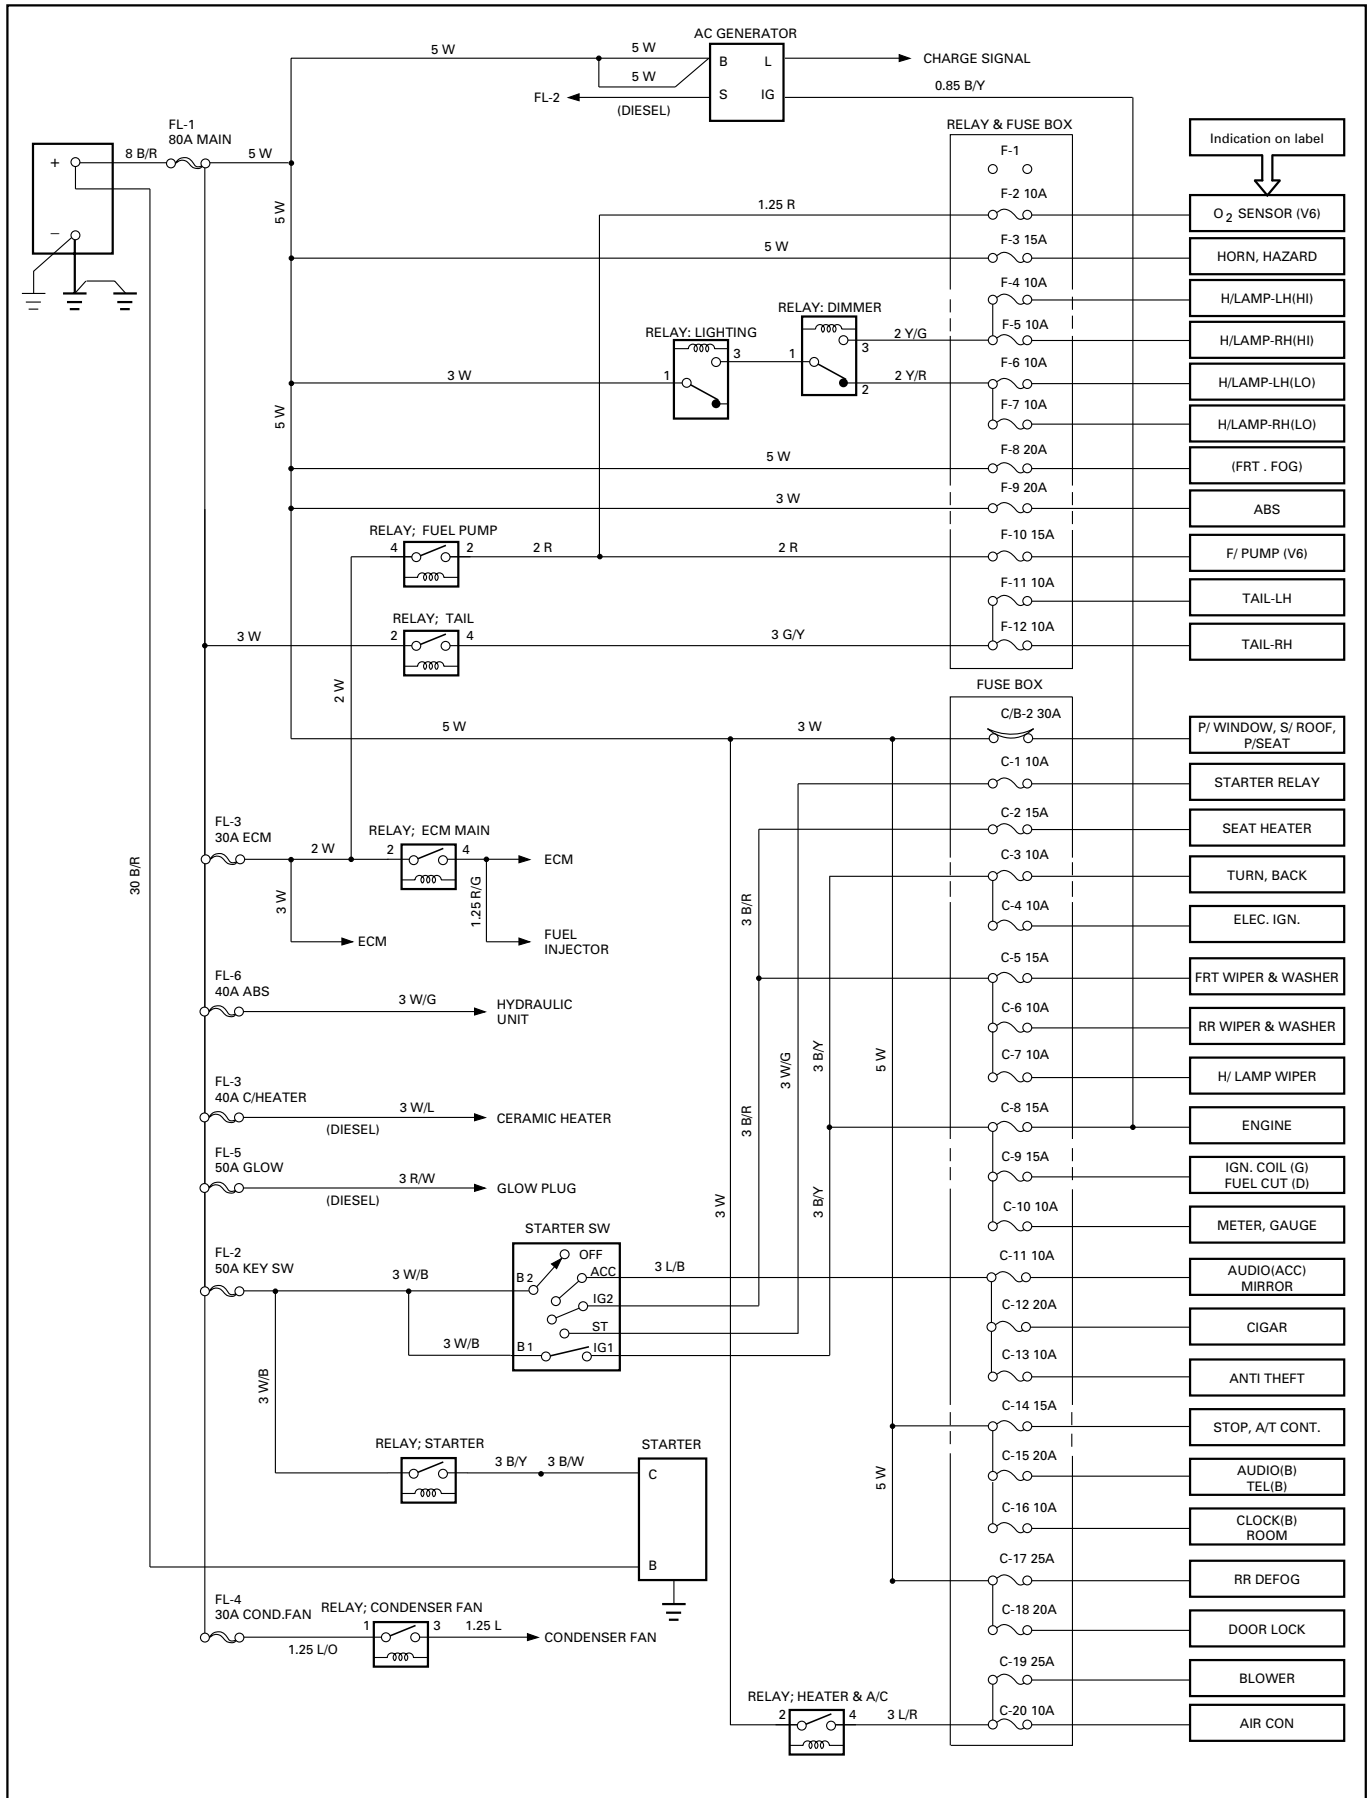 AC GENERATOR
5 W
5 W
5 W
B
L
CHARGE SIGNAL
S
IG
FL-2
(DIESEL)
0.85 B/Y
FL-1
80A MAIN
8 B/R
5 W
+
–
5 W
RELAY & FUSE BOX
Indication on label
F-1
F-2 10A
1.25 R
O2 SENSOR (V6)
F-3 15A
5 W
HORN, HAZARD
F-4 10A
H/LAMP-LH(HI)
RELAY: DIMMER
RELAY: LIGHTING
3
1
3
2 Y/G
F-5 10A
H/LAMP-RH(HI)
3 W
1
2 Y/R
2
F-6 10A
H/LAMP-LH(LO)
5 W
F-7 10A
H/LAMP-RH(LO)
5 W
F-8 20A
(FRT . FOG)
3 W
F-9 20A
ABS
RELAY; FUEL PUMP
4
2
2 R
2 R
F-10 15A
F/ PUMP (V6)
F-11 10A
TAIL-LH
RELAY; TAIL
3 W
2
4
3 G/Y
F-12 10A
TAIL-RH
2 W
FUSE BOX
5 W
3 W
C/B-2 30A
P/ WINDOW, S/ ROOF,
P/SEAT
C-1 10A
STARTER RELAY
C-2 15A
SEAT HEATER
FL-3
30A ECM
2 W
RELAY; ECM MAIN
2
4
ECM
30 B/R
3 W
1.25 R/G
ECM
FUEL
INJECTOR
C-3 10A
TURN, BACK
3 B/R
C-4 10A
ELEC. IGN.
C-5 15A
FRT WIPER & WASHER
FL-6
40A ABS
3 W/G
HYDRAULIC
UNIT
C-6 10A
RR WIPER & WASHER
3 W/G
3 B/Y
5 W
C-7 10A
H/ LAMP WIPER
FL-3
40A C/HEATER
3 W/L
(DIESEL)
CERAMIC HEATER
3 B/R
C-8 15A
ENGINE
FL-5
50A GLOW
3 R/W
(DIESEL)
GLOW PLUG
3 W
3 B/Y
C-9 15A
IGN. COIL (G)
FUEL CUT (D)
C-10 10A
METER, GAUGE
STARTER SW
FL-2
50A KEY SW
3 W/B
B 2
OFF
ACC
IG2
ST
B 1
IG1
3 W/B
3 L/B
C-11 10A
AUDIO(ACC)
MIRROR
C-12 20A
CIGAR
C-13 10A
ANTI THEFT
3 W/B
C-14 15A
STOP, A/T CONT.
RELAY; STARTER
3 B/Y
3 B/W
STARTER
C
B
5 W
C-15 20A
AUDIO(B)
TEL(B)
C-16 10A
CLOCK(B)
ROOM
C-17 25A
RR DEFOG
FL-4
30A COND.FAN
RELAY; CONDENSER FAN
1
3
1.25 L
CONDENSER FAN
1.25 L/O
C-18 20A
DOOR LOCK
C-19 25A
BLOWER
RELAY; HEATER & A/C
2
4
3 L/R
C-20 10A
AIR CON